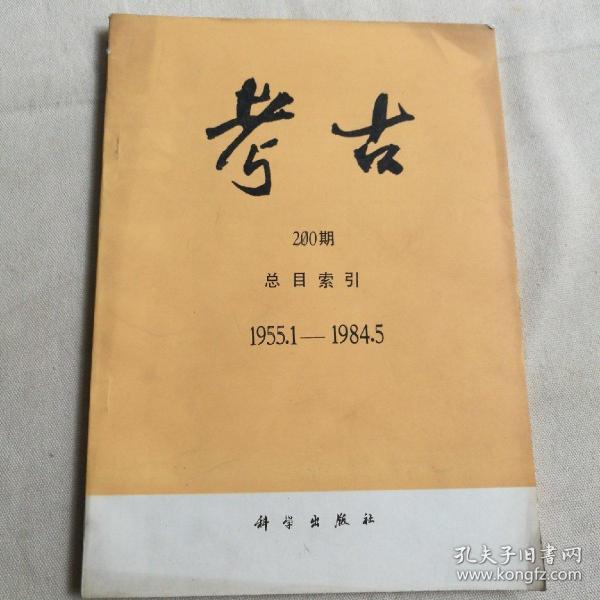 考古
200期
总目索引
1955.1—1984.5
科学出版社
孔夫子旧书网
www.kongfz.com